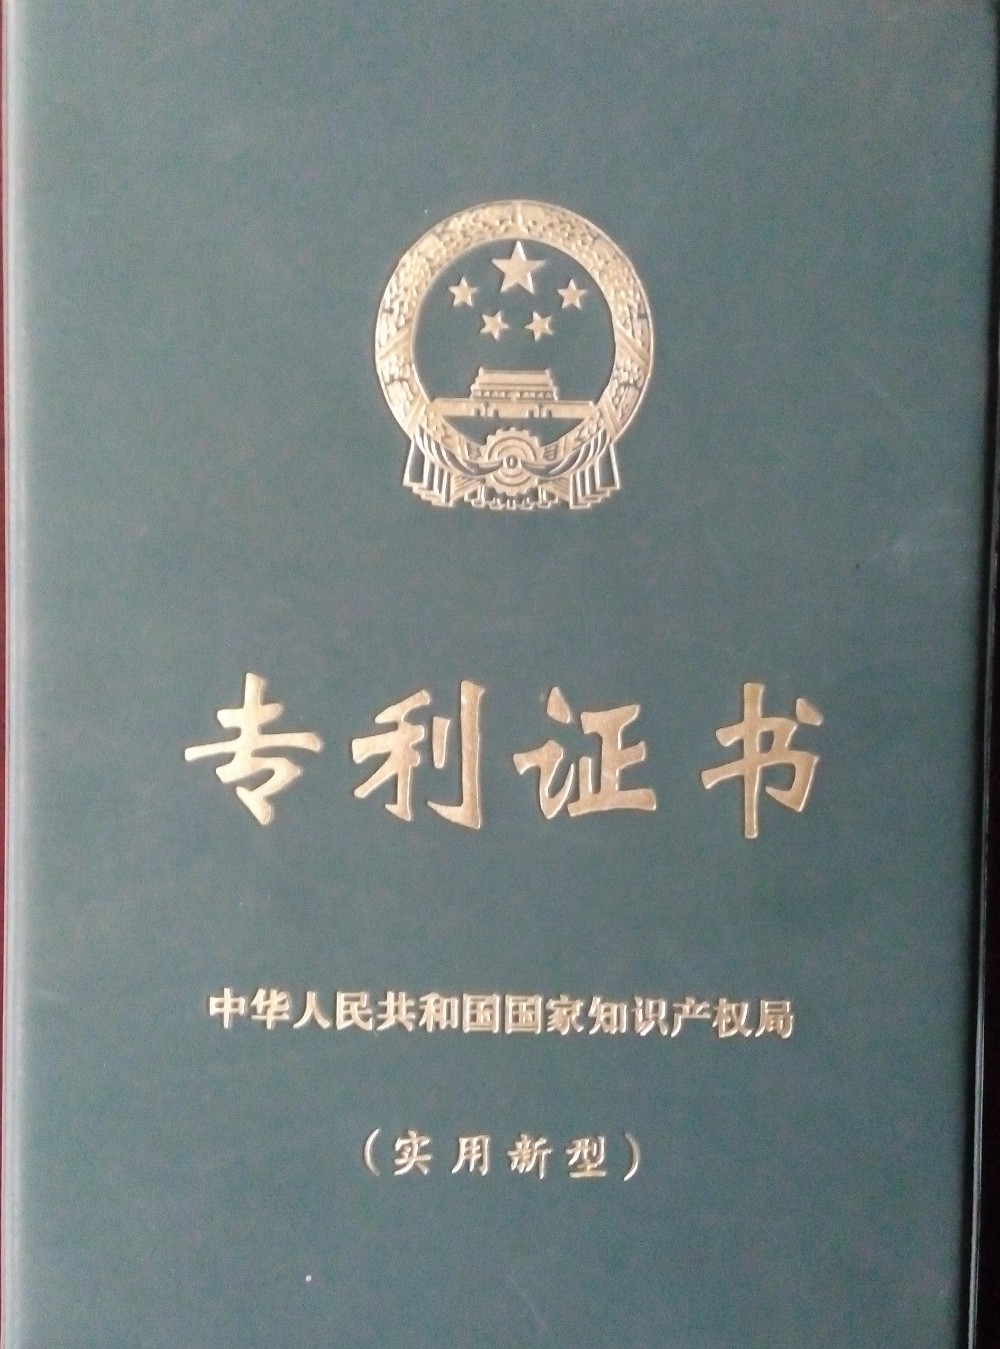 专利证书
中华人民共和国国家知识产权局
（实用新型）